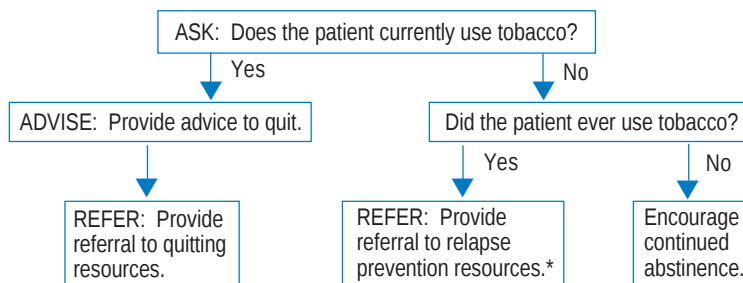 ASK: Does the patient currently use tobacco?
Yes
No
ADVISE: Provide advice to quit.
Did the patient ever use tobacco?
Yes
No
REFER: Provide
referral to quitting
resources.
REFER: Provide
referral to relapse
prevention resources.*
Encourage
continued
abstinence.